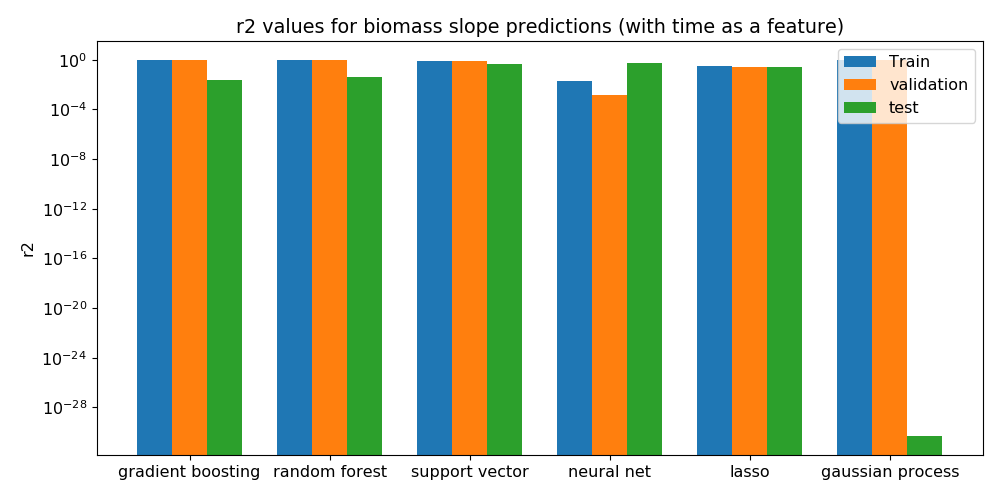 r2 values for biomass slope predictions (with time as a feature)
r2
10⁰
10⁻⁴
10⁻⁸
10⁻¹²
10⁻¹⁶
10⁻²⁰
10⁻²⁴
10⁻²⁸
Train
validation
test
gradient boosting random forest support vector neural net lasso gaussian process